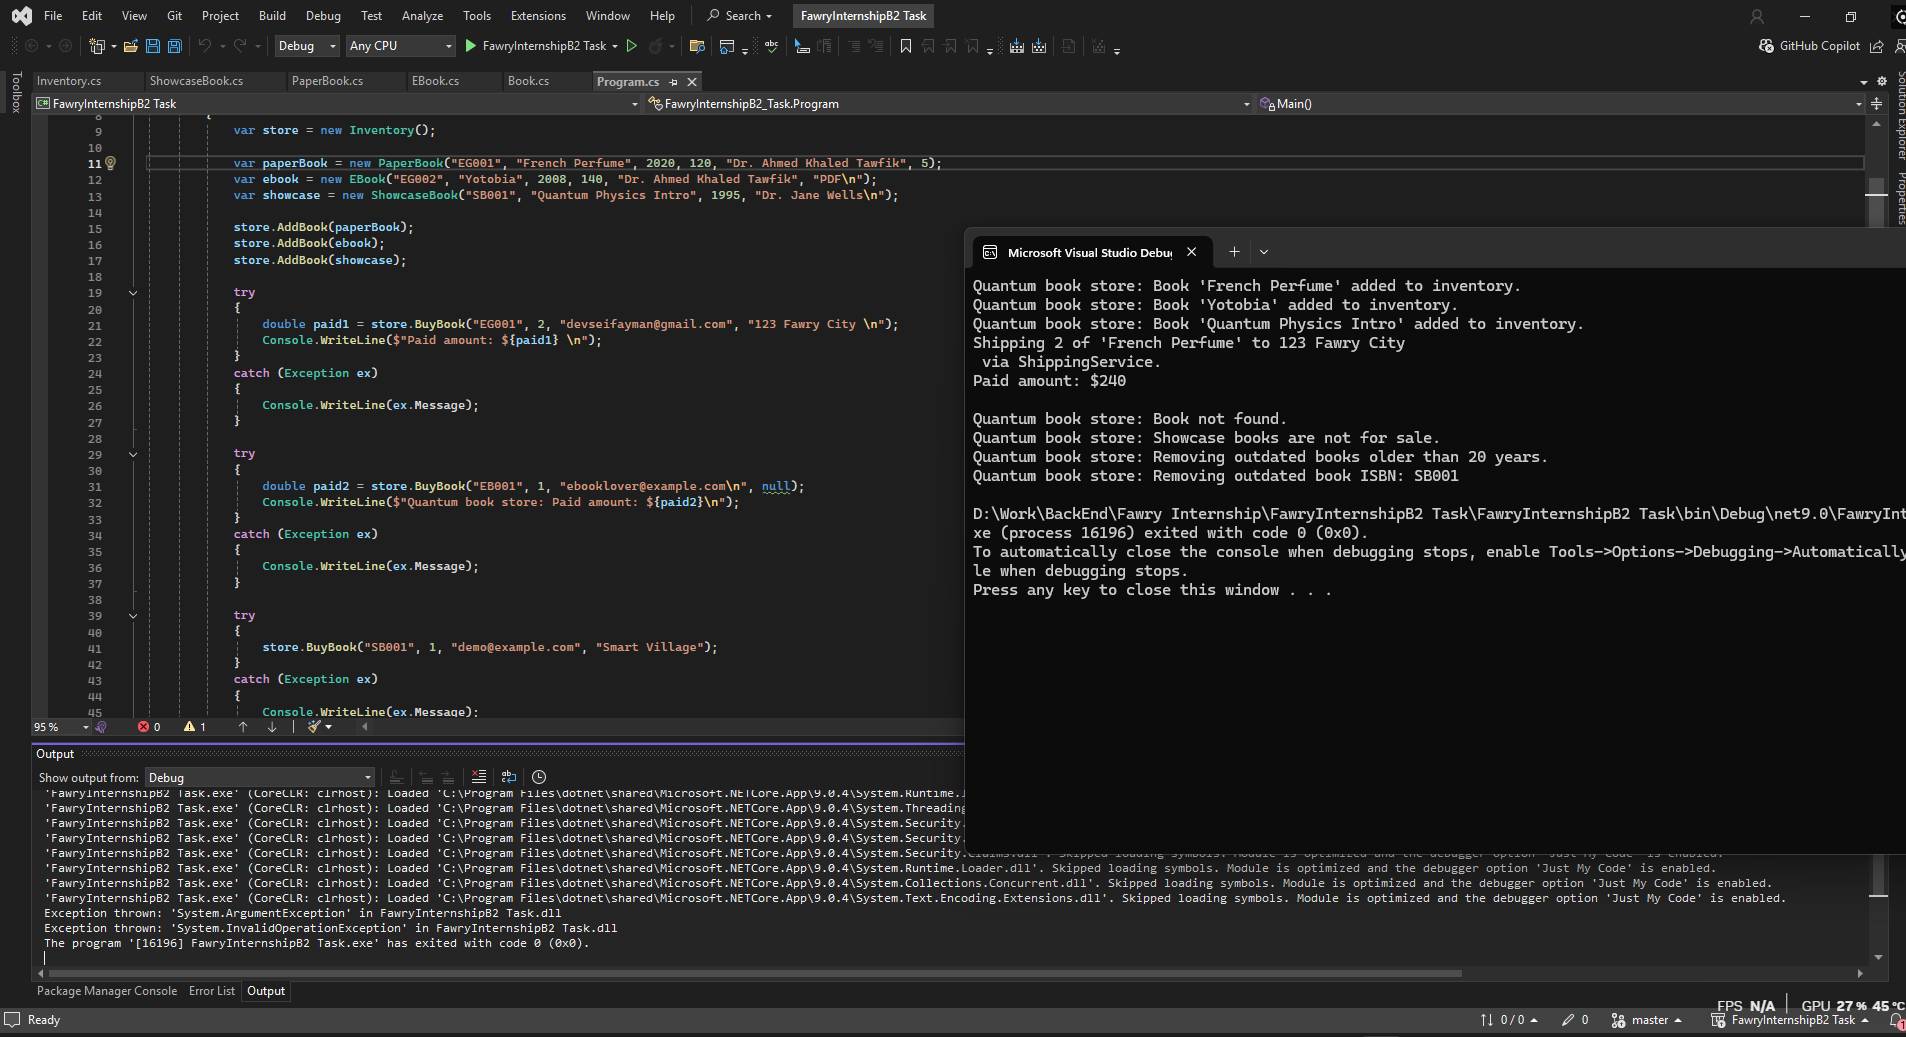 File Edit View Git Project Build Debug Test Analyze Tools Extensions Window Help Search FawryInternshipB2 Task
Debug Any CPU FawryInternshipB2 Task GitHub Copilot
Toolbox
Inventory.cs ShowcaseBook.cs PaperBook.cs EBook.cs Book.cs Program.cs
FawryInternshipB2 Task FawryInternshipB2_Task.Program Main()
Solution Explorer
Properties
8 {
9 var store = new Inventory();
10
11 var paperBook = new PaperBook("EG001", "French Perfume", 2020, 120, "Dr. Ahmed Khaled Tawfik", 5);
12 var ebook = new EBook("EG002", "Yotobia", 2008, 140, "Dr. Ahmed Khaled Tawfik", "PDF\n");
13 var showcase = new ShowcaseBook("SB001", "Quantum Physics Intro", 1995, "Dr. Jane Wells\n");
14
15 store.AddBook(paperBook);
16 store.AddBook(ebook);
17 store.AddBook(showcase);
18
19 try
20 {
21 double paid1 = store.BuyBook("EG001", 2, "devseifayman@gmail.com", "123 Fawry City \n");
22 Console.WriteLine($"Paid amount: ${paid1} \n");
23 }
24 catch (Exception ex)
25 {
26 Console.WriteLine(ex.Message);
27 }
28
29 try
30 {
31 double paid2 = store.BuyBook("EB001", 1, "ebooklover@example.com\n", null);
32 Console.WriteLine($"Quantum book store: Paid amount: ${paid2}\n");
33 }
34 catch (Exception ex)
35 {
36 Console.WriteLine(ex.Message);
37 }
38
39 try
40 {
41 store.BuyBook("SB001", 1, "demo@example.com", "Smart Village");
42 }
43 catch (Exception ex)
44 {
45 Console.WriteLine(ex.Message);
95 % 0 1
Microsoft Visual Studio Debug
Quantum book store: Book 'French Perfume' added to inventory.
Quantum book store: Book 'Yotobia' added to inventory.
Quantum book store: Book 'Quantum Physics Intro' added to inventory.
Shipping 2 of 'French Perfume' to 123 Fawry City
via ShippingService.
Paid amount: $240
Quantum book store: Book not found.
Quantum book store: Showcase books are not for sale.
Quantum book store: Removing outdated books older than 20 years.
Quantum book store: Removing outdated book ISBN: SB001
D:\Work\BackEnd\Fawry Internship\FawryInternshipB2 Task\FawryInternshipB2 Task\bin\Debug\net9.0\FawryInt
xe (process 16196) exited with code 0 (0x0).
To automatically close the console when debugging stops, enable Tools->Options->Debugging->Automatically
le when debugging stops.
Press any key to close this window . . .
Output
Show output from: Debug
'FawryInternshipB2 Task.exe' (CoreCLR: clrhost): Loaded 'C:\Program Files\dotnet\shared\Microsoft.NETCore.App\9.0.4\System.Runtime.
'FawryInternshipB2 Task.exe' (CoreCLR: clrhost): Loaded 'C:\Program Files\dotnet\shared\Microsoft.NETCore.App\9.0.4\System.Threading
'FawryInternshipB2 Task.exe' (CoreCLR: clrhost): Loaded 'C:\Program Files\dotnet\shared\Microsoft.NETCore.App\9.0.4\System.Security.
'FawryInternshipB2 Task.exe' (CoreCLR: clrhost): Loaded 'C:\Program Files\dotnet\shared\Microsoft.NETCore.App\9.0.4\System.Security.
'FawryInternshipB2 Task.exe' (CoreCLR: clrhost): Loaded 'C:\Program Files\dotnet\shared\Microsoft.NETCore.App\9.0.4\System.Security.Claims.dll'. Skipped loading symbols. Module is optimized and the debugger option 'Just My Code' is enabled.
'FawryInternshipB2 Task.exe' (CoreCLR: clrhost): Loaded 'C:\Program Files\dotnet\shared\Microsoft.NETCore.App\9.0.4\System.Runtime.Loader.dll'. Skipped loading symbols. Module is optimized and the debugger option 'Just My Code' is enabled.
'FawryInternshipB2 Task.exe' (CoreCLR: clrhost): Loaded 'C:\Program Files\dotnet\shared\Microsoft.NETCore.App\9.0.4\System.Collections.Concurrent.dll'. Skipped loading symbols. Module is optimized and the debugger option 'Just My Code' is enabled.
'FawryInternshipB2 Task.exe' (CoreCLR: clrhost): Loaded 'C:\Program Files\dotnet\shared\Microsoft.NETCore.App\9.0.4\System.Text.Encoding.Extensions.dll'. Skipped loading symbols. Module is optimized and the debugger option 'Just My Code' is enabled.
Exception thrown: 'System.ArgumentException' in FawryInternshipB2 Task.dll
Exception thrown: 'System.InvalidOperationException' in FawryInternshipB2 Task.dll
The program '[16196] FawryInternshipB2 Task.exe' has exited with code 0 (0x0).
Package Manager Console Error List Output
FPS N/A GPU 27 % 45 °C
Ready 0 / 0 0 master FawryInternshipB2 Task 1